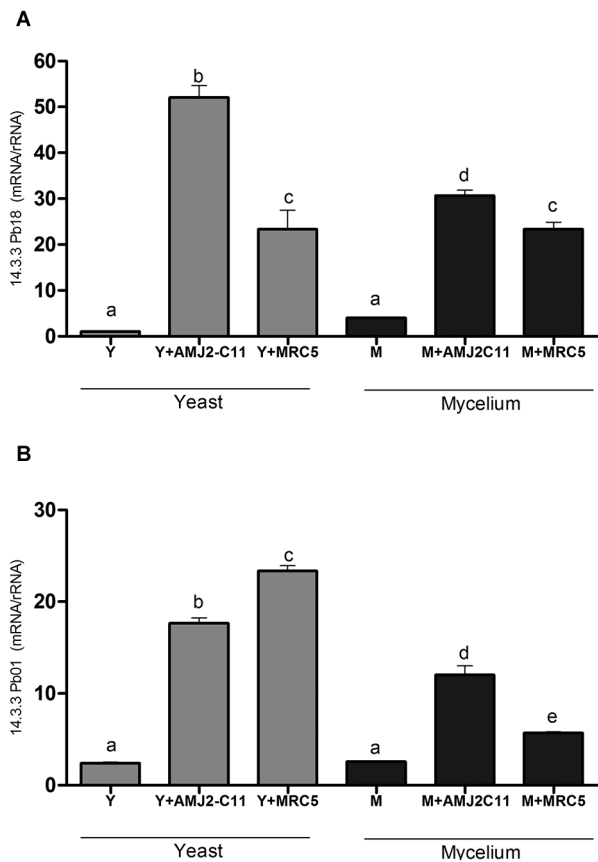 A
14.3.3 Pb18 (mRNA/rRNA)
60
50
40
30
20
10
0
a
b
c
a
d
c
Y
Y+AMJ2-C11
Y+MRC5
M
M+AMJ2C11
M+MRC5
Yeast
Mycelium
B
14.3.3 Pb01 (mRNA/rRNA)
30
20
10
0
a
b
c
a
d
e
Y
Y+AMJ2-C11
Y+MRC5
M
M+AMJ2C11
M+MRC5
Yeast
Mycelium